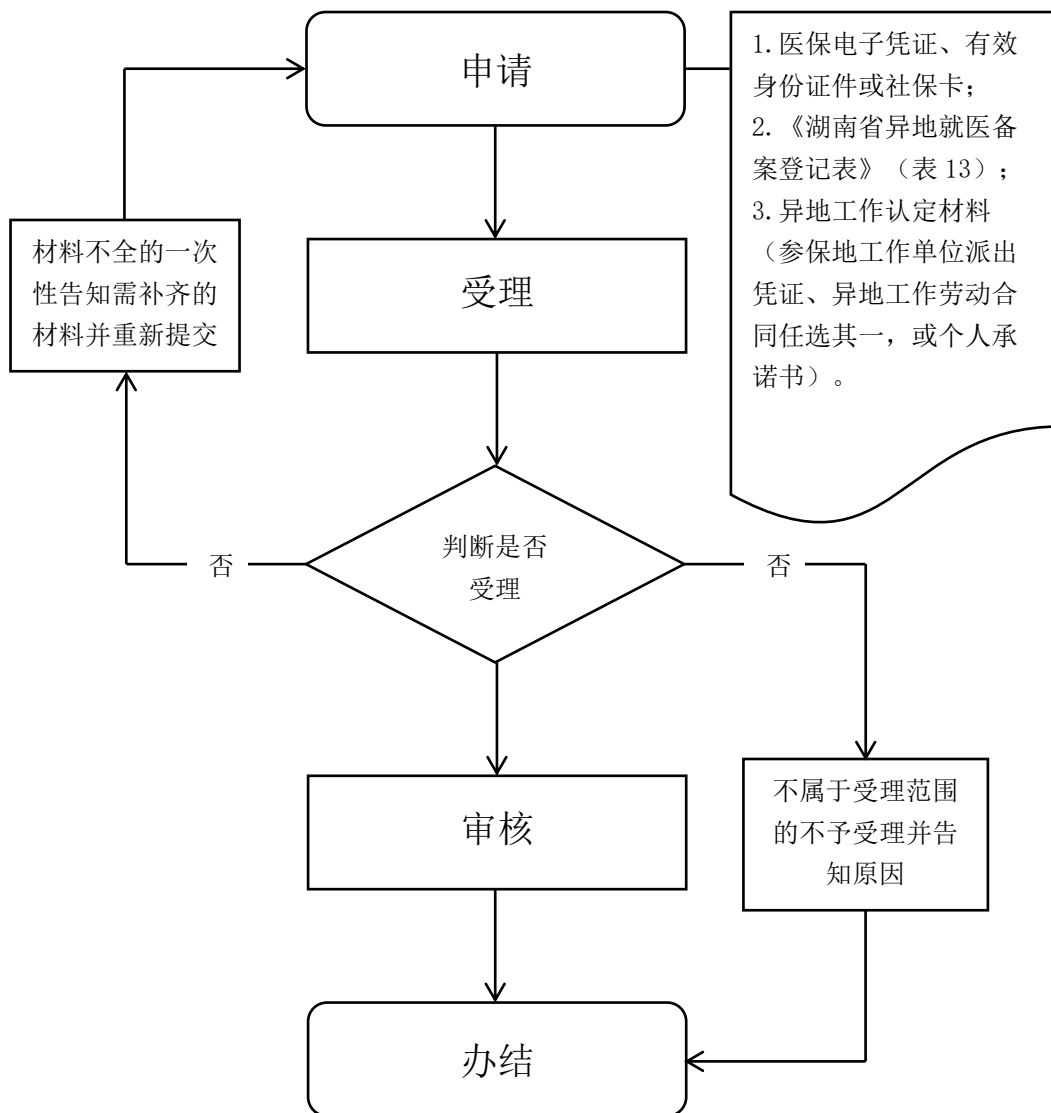 申请
1.医保电子凭证、有效
身份证件或社保卡；
2.《湖南省异地就医备
案登记表》（表 13）；
3.异地工作认定材料
（参保地工作单位派出
凭证、异地工作劳动合
同任选其一，或个人承
诺书）。
材料不全的一次
性告知需补齐的
材料并重新提交
受理
否
判断是否
受理
否
审核
不属于受理范围
的不予受理并告
知原因
办结